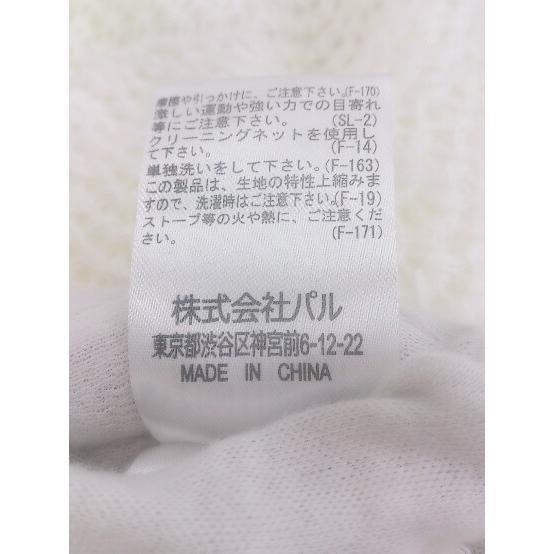 摩擦や引っかけに、ご注意下さい。(F-170)
激しい運動や強い力での目寄れ
等にご注意下さい。 (SL-2)
クリーニングネットを使用し
て下さい。 (F-14)
単独洗いをして下さい。(F-163)
この製品は、生地の特性上縮みま
すので、洗濯時はご注意下さい。(F-19)
ストーブ等の火や熱に、ご注意くだ
さい。 (F-171)
株式会社パル
東京都渋谷区神宮前6-12-22
MADE IN CHINA